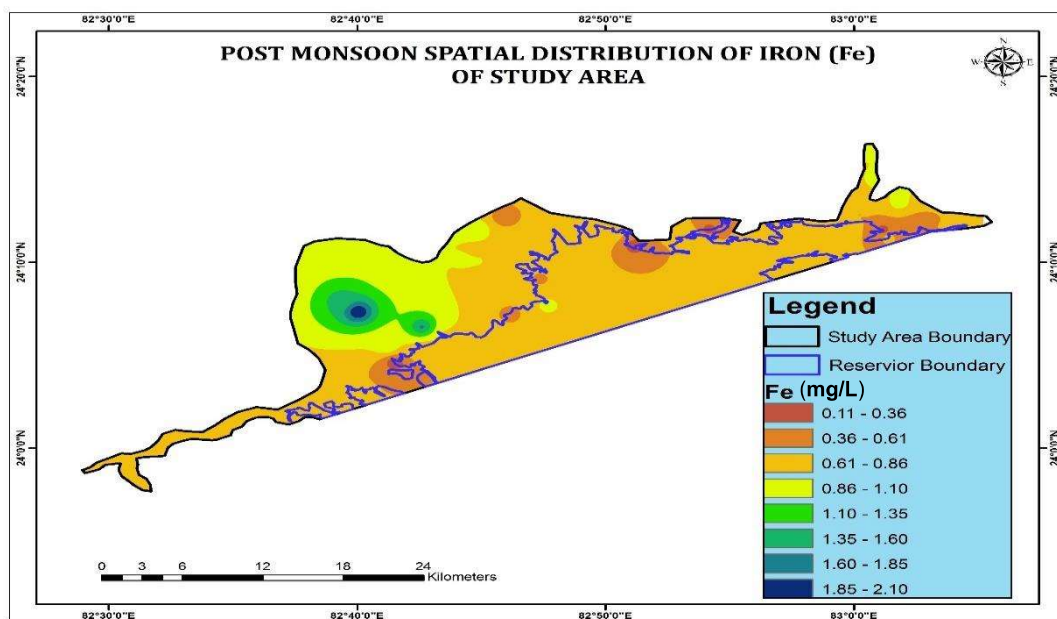 82°30'0"E 82°40'0"E 82°50'0"E 83°0'0"E
POST MONSOON SPATIAL DISTRIBUTION OF IRON (Fe)
OF STUDY AREA
N
W E
S
24°20'0"N 24°20'0"N
24°10'0"N 24°10'0"N
24°0'0"N 24°0'0"N
Legend
Study Area Boundary
Reservior Boundary
Fe (mg/L)
0.11 - 0.36
0.36 - 0.61
0.61 - 0.86
0.86 - 1.10
1.10 - 1.35
1.35 - 1.60
1.60 - 1.85
1.85 - 2.10
0 3 6 12 18 24
Kilometers
82°30'0"E 82°40'0"E 82°50'0"E 83°0'0"E